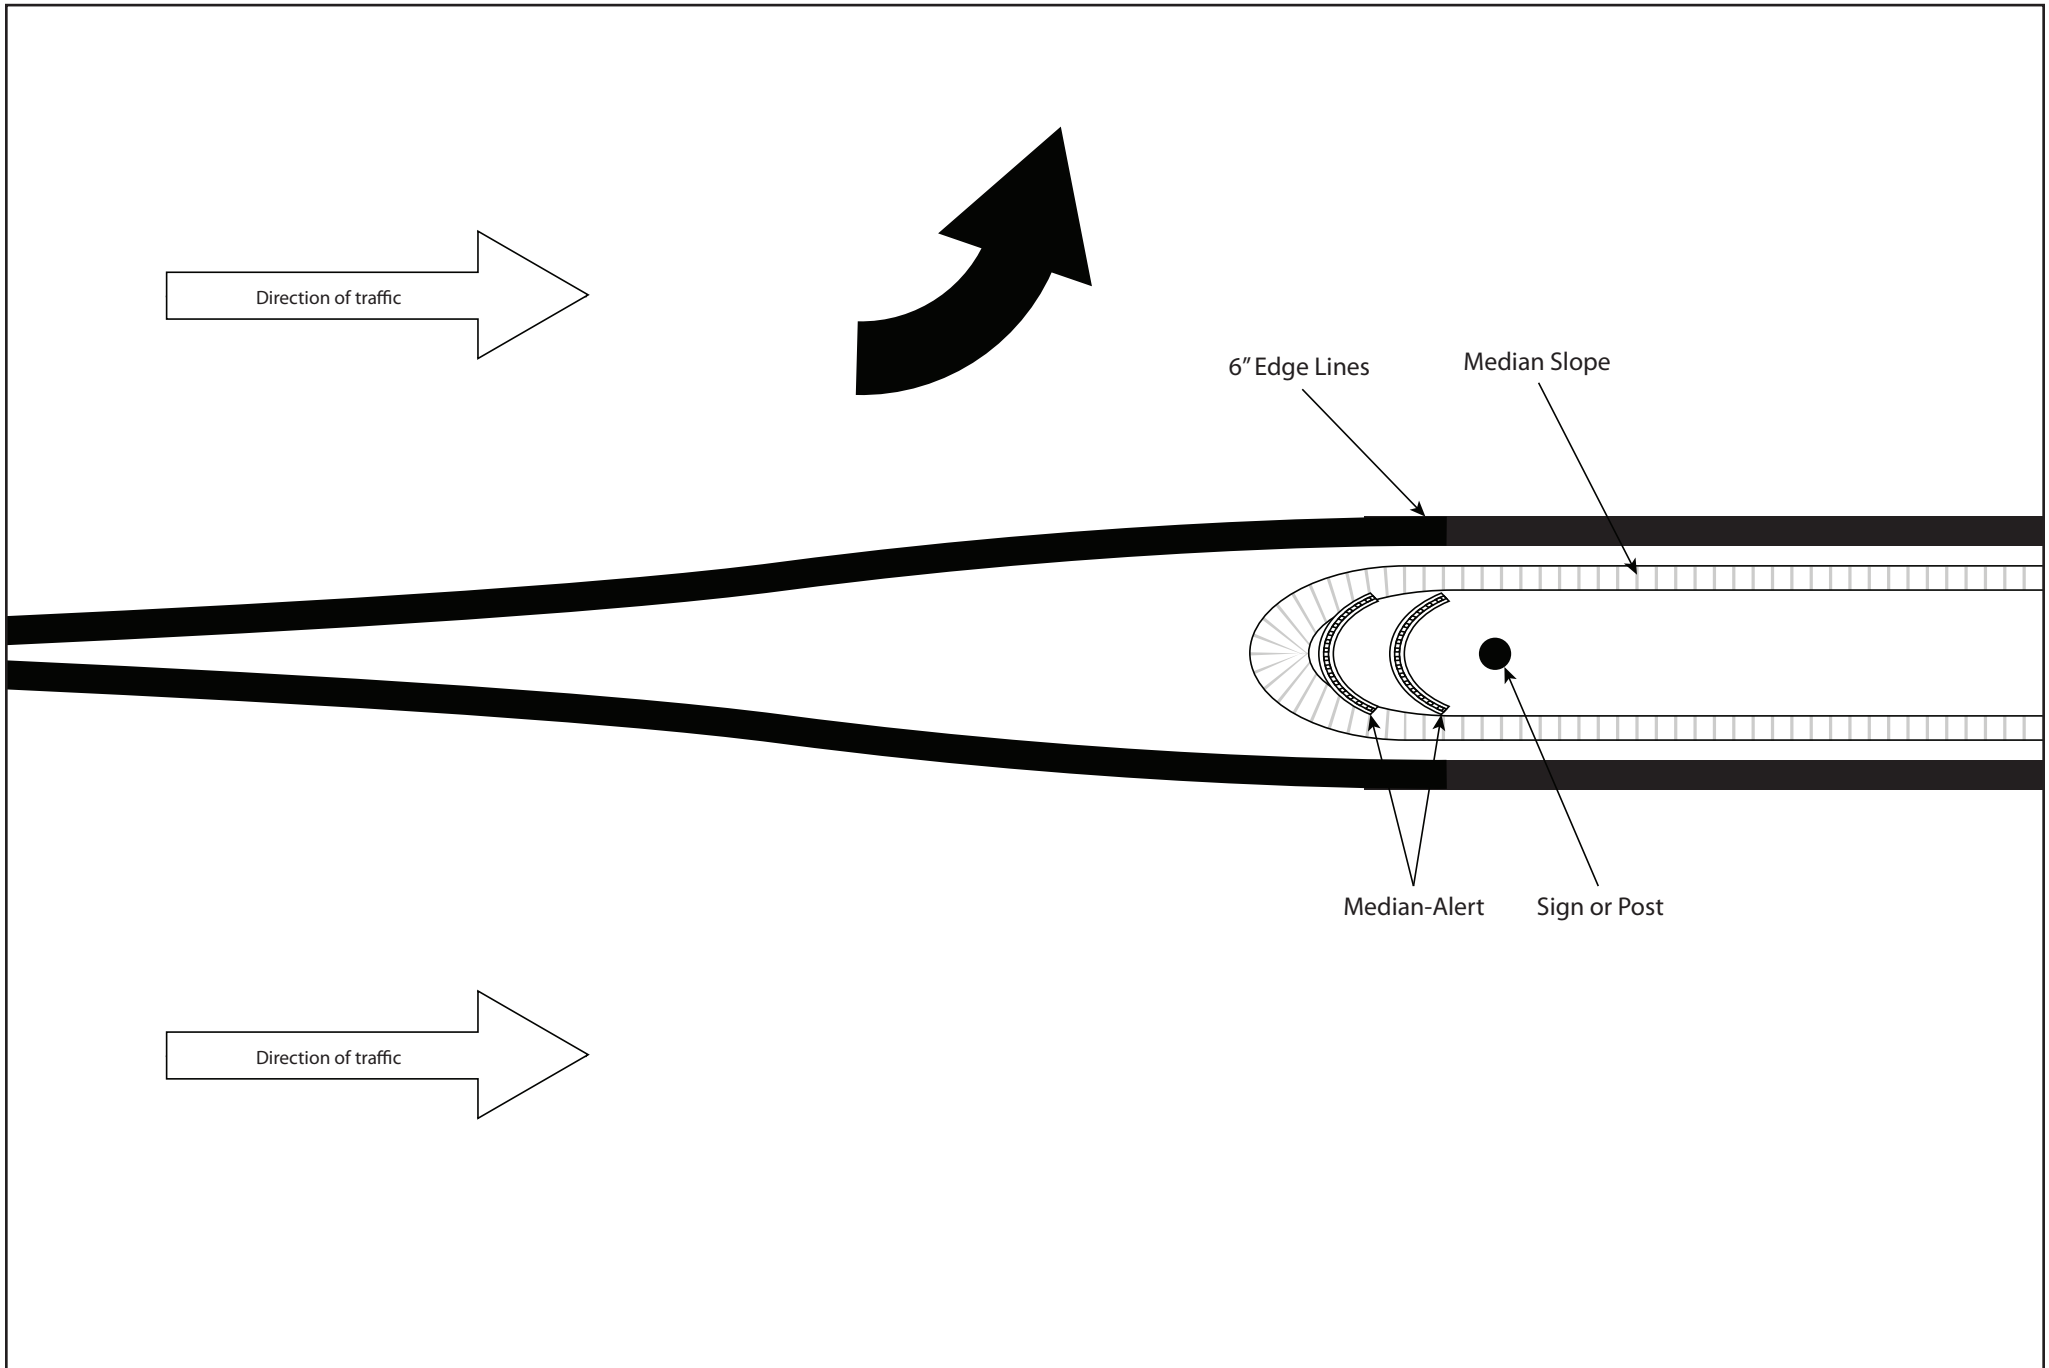 Direction of traffic
6” Edge Lines
Median Slope
Median-Alert
Sign or Post
Direction of traffic